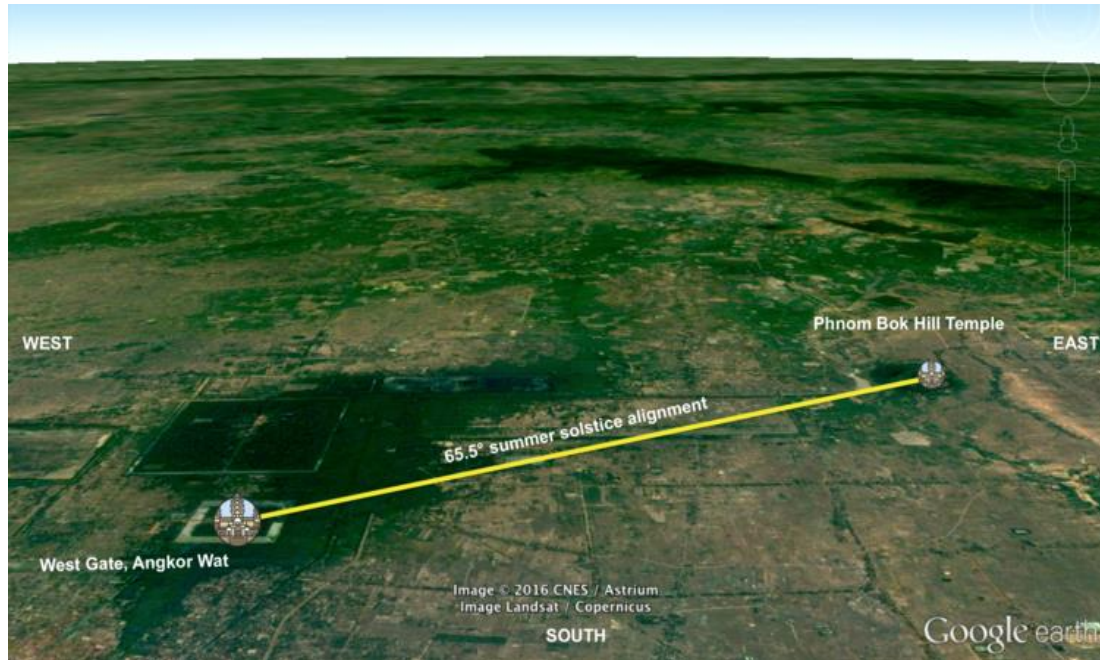 Phnom Bok Hill Temple
WEST
EAST
65.5° summer solstice alignment
West Gate, Angkor Wat
Image © 2016 CNES / Astrium
Image Landsat / Copernicus
SOUTH
Google earth